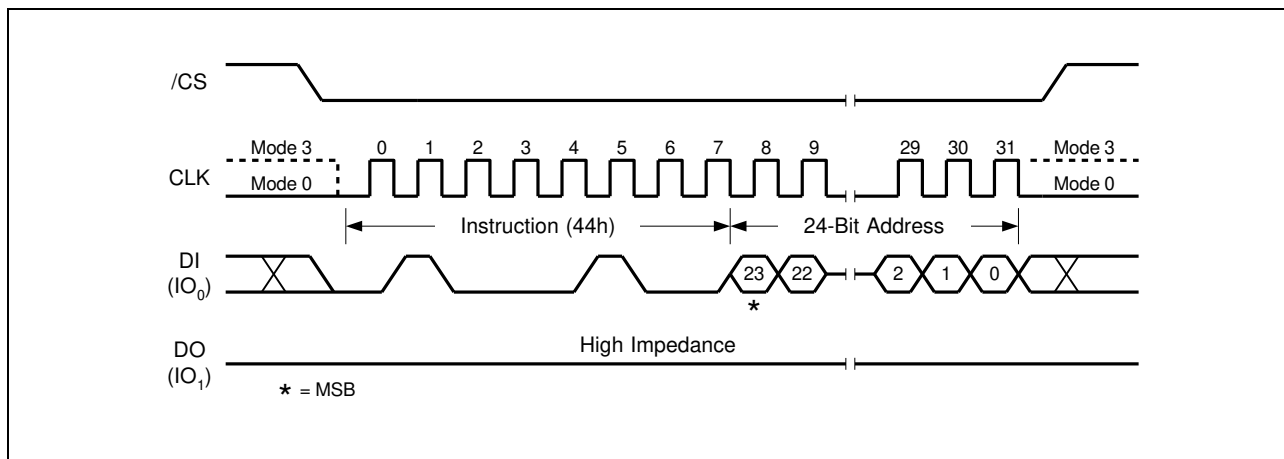 /CS
Mode 3 0 1 2 3 4 5 6 7 8 9 29 30 31 Mode 3
CLK Mode 0 Mode 0
Instruction (44h) 24-Bit Address
DI
(IO₀)
23 22 2 1 0
*
High Impedance
DO
(IO₁)
* = MSB